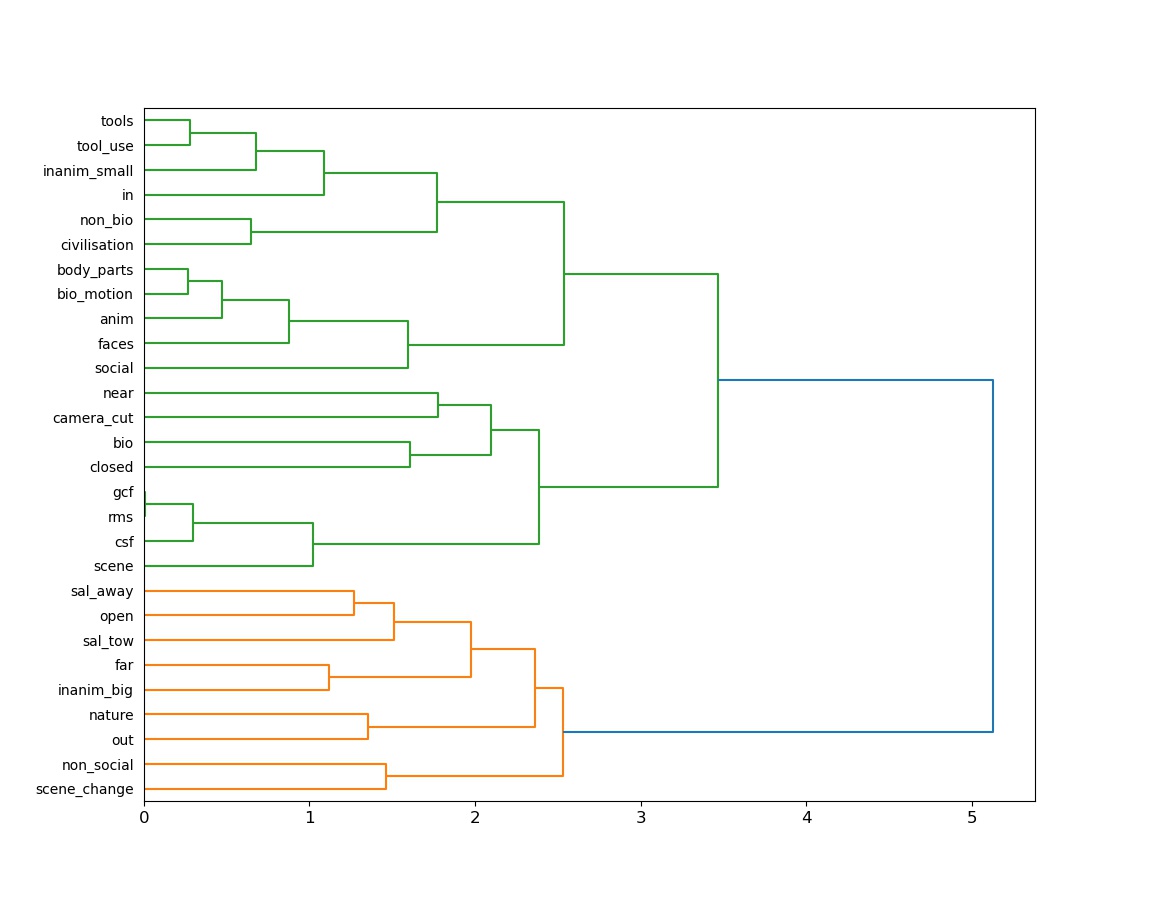 tools
tool_use
inanim_small
in
non_bio
civilisation
body_parts
bio_motion
anim
faces
social
near
camera_cut
bio
closed
gcf
rms
csf
scene
sal_away
open
sal_tow
far
inanim_big
nature
out
non_social
scene_change
0 1 2 3 4 5